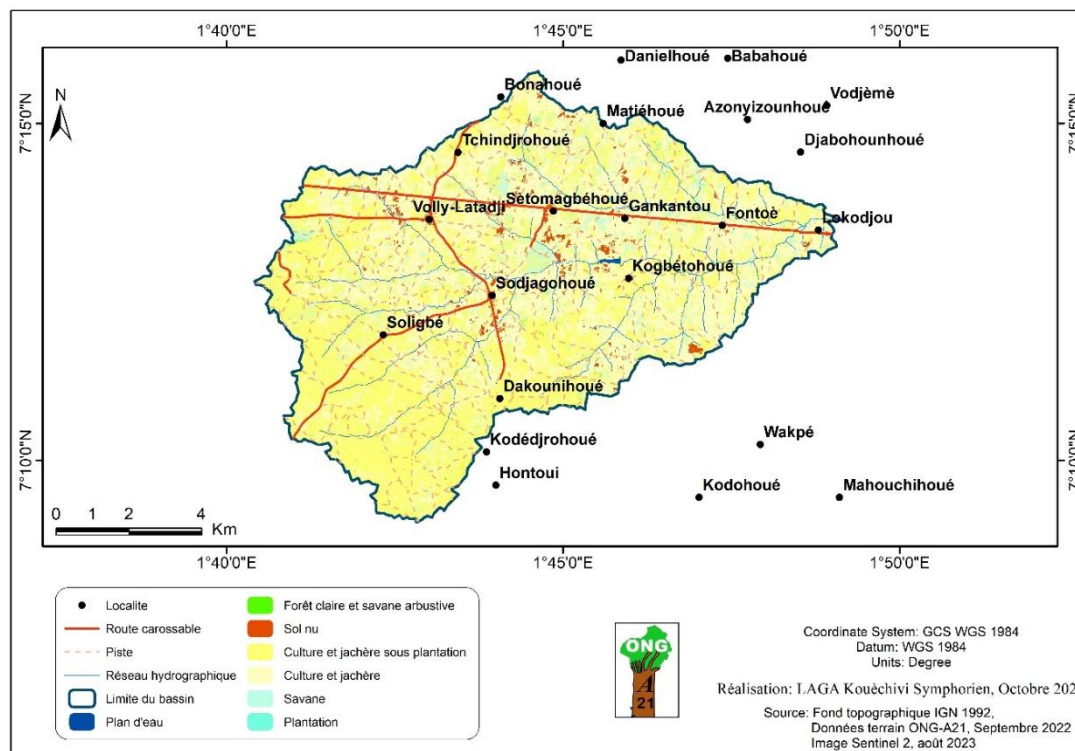 1°40'0"E
1°45'0"E
1°50'0"E
Danielhoué
Babahoué
Bonahoué
Vodjèmè
N
Matiéhoué
Azonyizounhoué
7°15'0"N
7°15'0"N
Tchindjrohoué
Djabohounhoué
Sètomagbéhoué
Volly-Latadji
Gankantou
Fontoè
Lokodjou
Kogbétohoué
Sodjagohoué
Soligbé
Dakounihoué
Wakpé
Kodédjrohoué
7°10'0"N
7°10'0"N
Hontoui
Kodohoué
Mahouchihoué
0 1 2 4
Km
1°40'0"E
1°45'0"E
1°50'0"E
Localite
Route carossable
Piste
Réseau hydrographique
Limite du bassin
Plan d'eau
Forêt claire et savane arbustive
Sol nu
Culture et jachère sous plantation
Culture et jachère
Savane
Plantation
ONG
A
21
Coordinate System: GCS WGS 1984
Datum: WGS 1984
Units: Degree
Réalisation: LAGA Kouèchivi Symphorien, Octobre 202
Source: Fond topographique IGN 1992,
Données terrain ONG-A21, Septembre 2022
Image Sentinel 2, août 2023